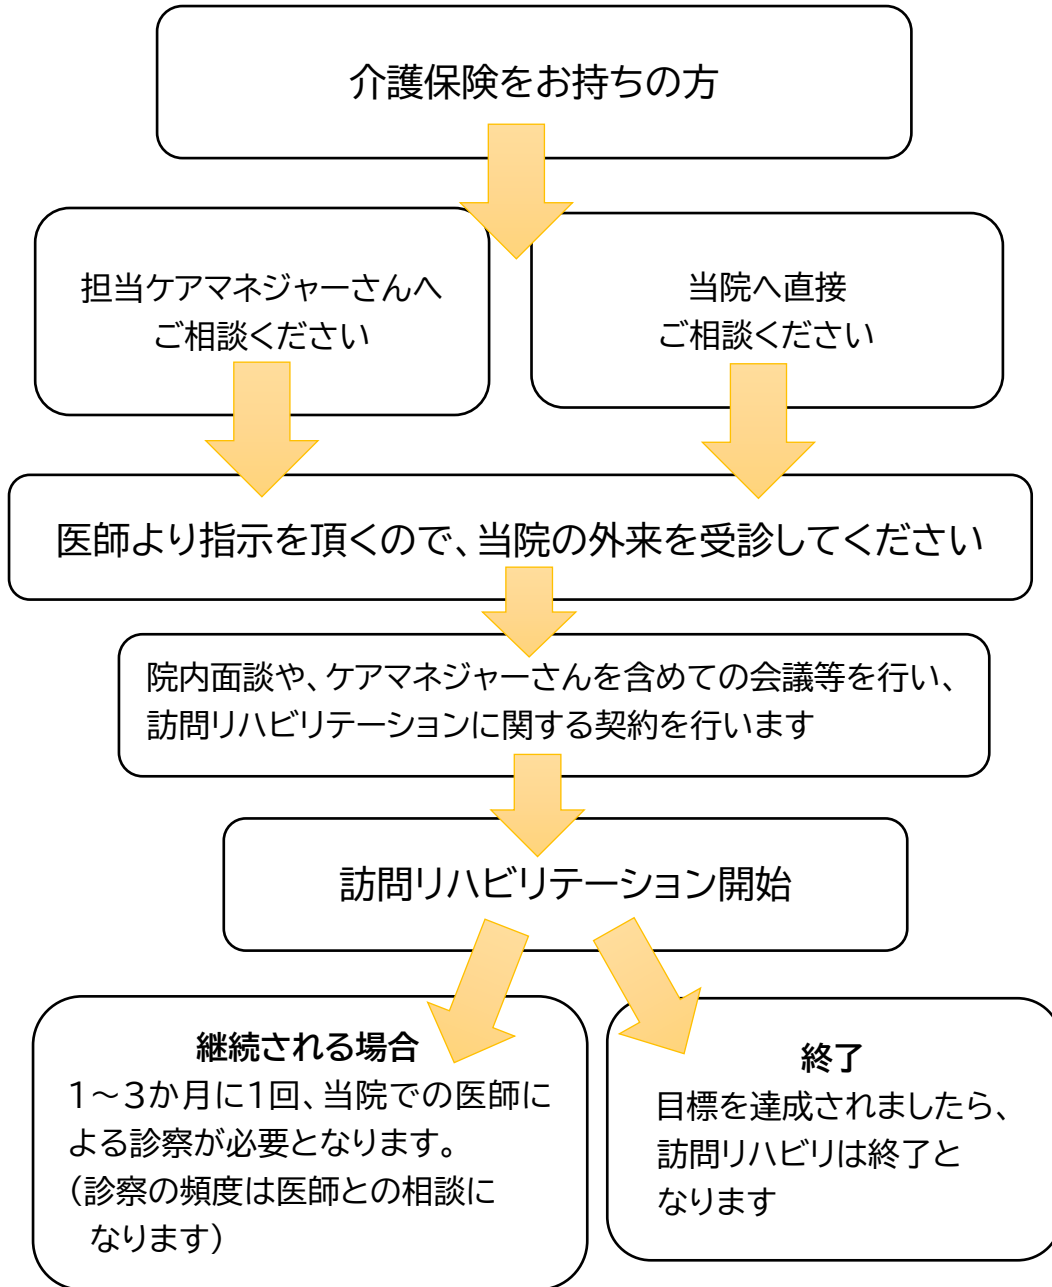 介護保険をお持ちの方
担当ケアマネジャーさんへ
ご相談ください
当院へ直接
ご相談ください
医師より指示を頂くので、当院の外来を受診してください
院内面談や、ケアマネジャーさんを含めての会議等を行い、
訪問リハビリテーションに関する契約を行います
訪問リハビリテーション開始
継続される場合
1～3か月に1回、当院での医師に
よる診察が必要となります。
（診察の頻度は医師との相談に
なります）
終了
目標を達成されましたら、
訪問リハビリは終了と
なります